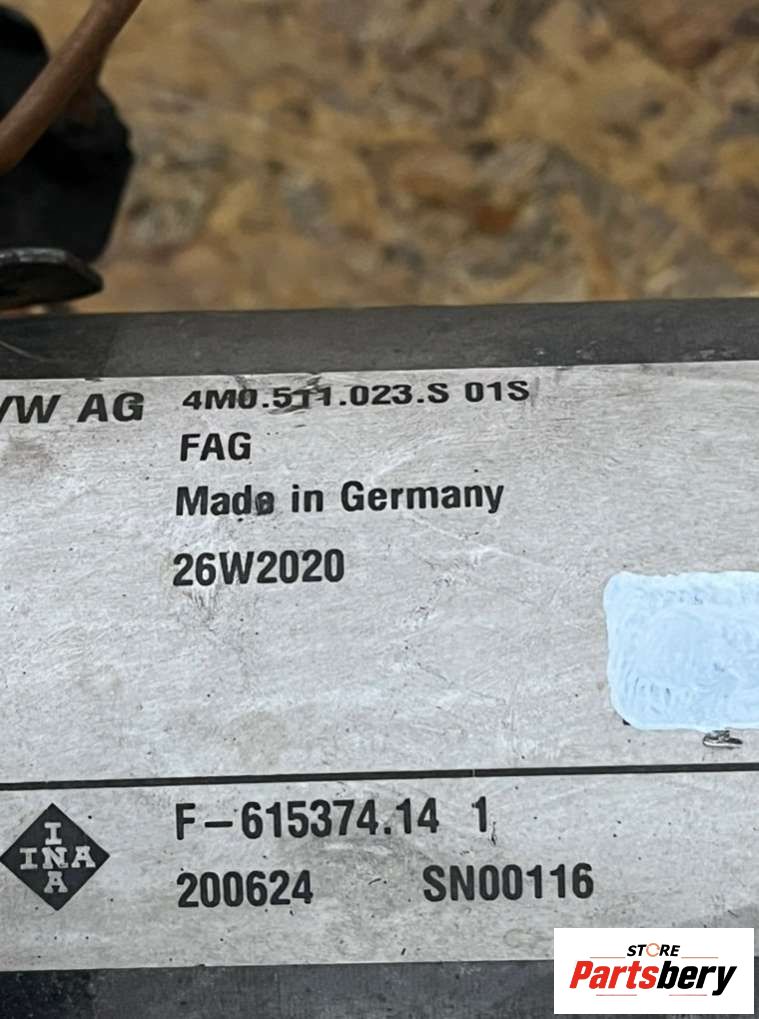 VW AG 4M0.511.023.S 01S
FAG
Made in Germany
26W2020
INA
INA
F-615374.14 1
200624 SN00116
STORE
Partsbery